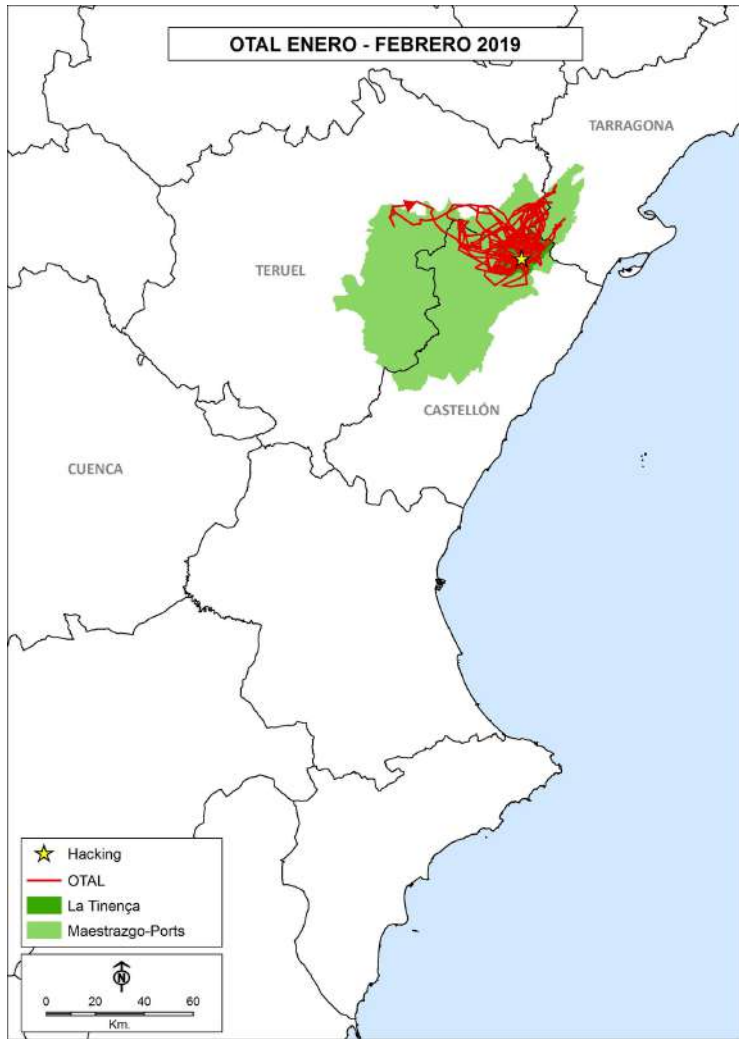 OTAL ENERO - FEBRERO 2019
TARRAGONA
TERUEL
CASTELLÓN
CUENCA
Hacking
OTAL
La Tinença
Maestrazgo-Ports
N
0 20 40 60
Km.